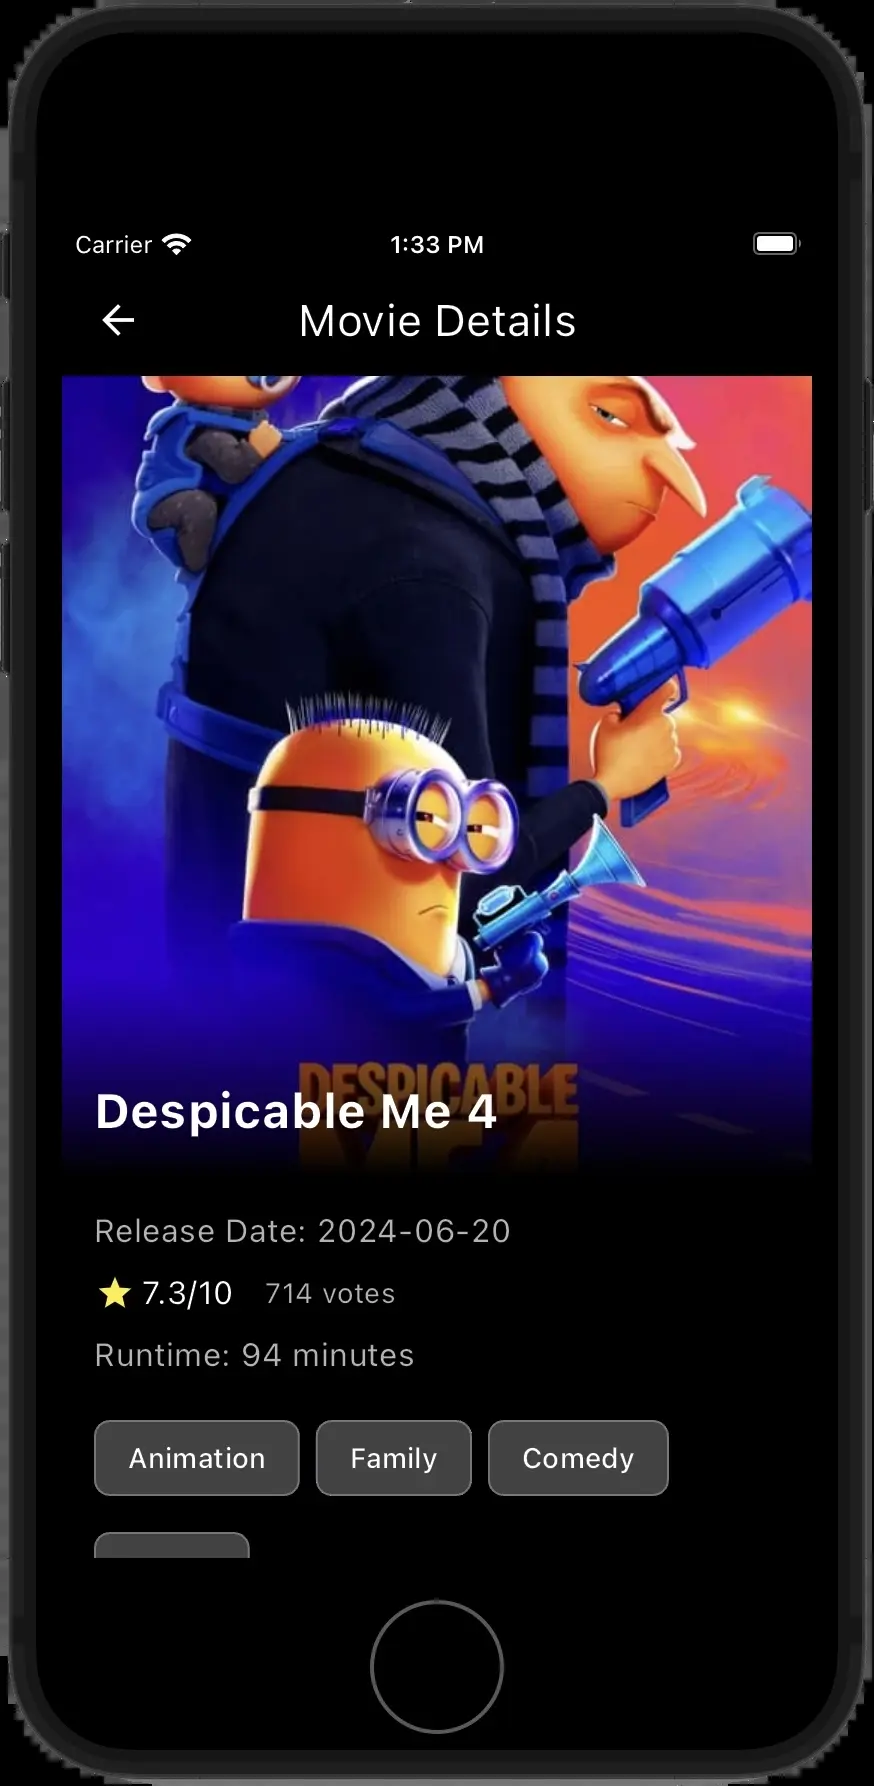 Carrier 1:33 PM
Movie Details
DESPICABLE
Despicable Me 4
Release Date: 2024-06-20
7.3/10 714 votes
Runtime: 94 minutes
Animation Family Comedy